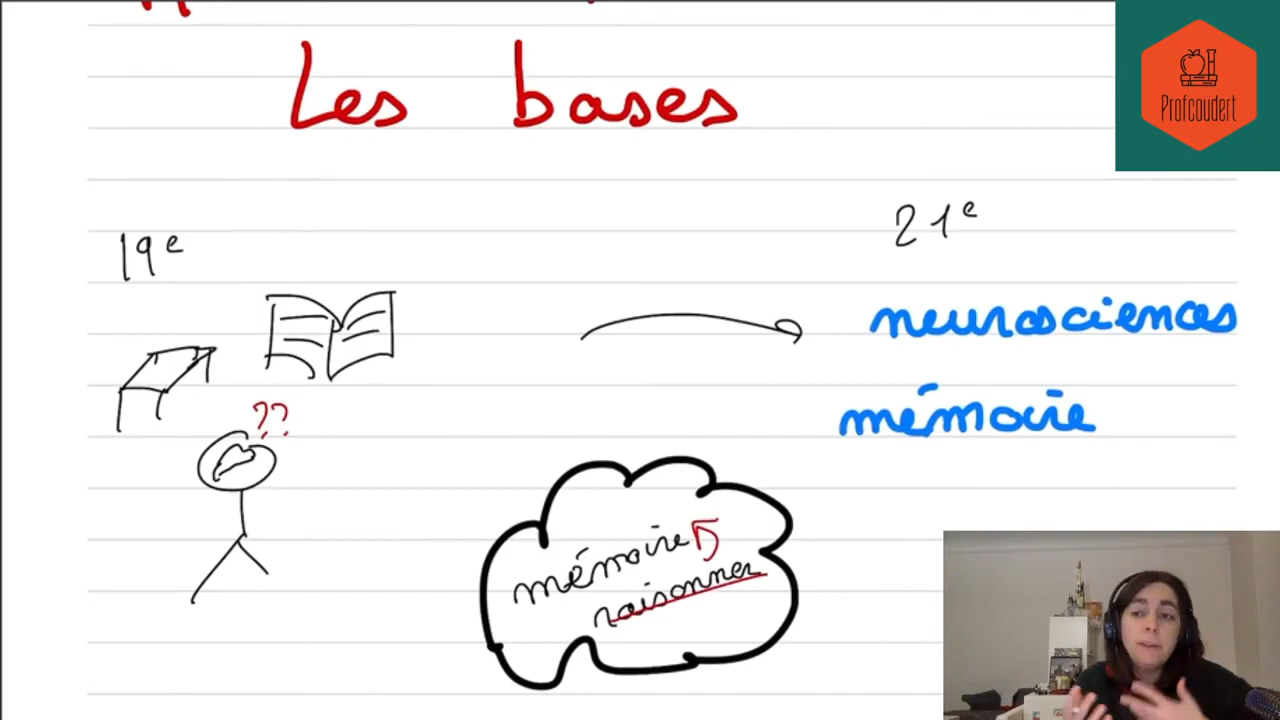 Les bases
Profcoudert
19e
21e
neurosciences
mémoire
??
mémoire
raisonner